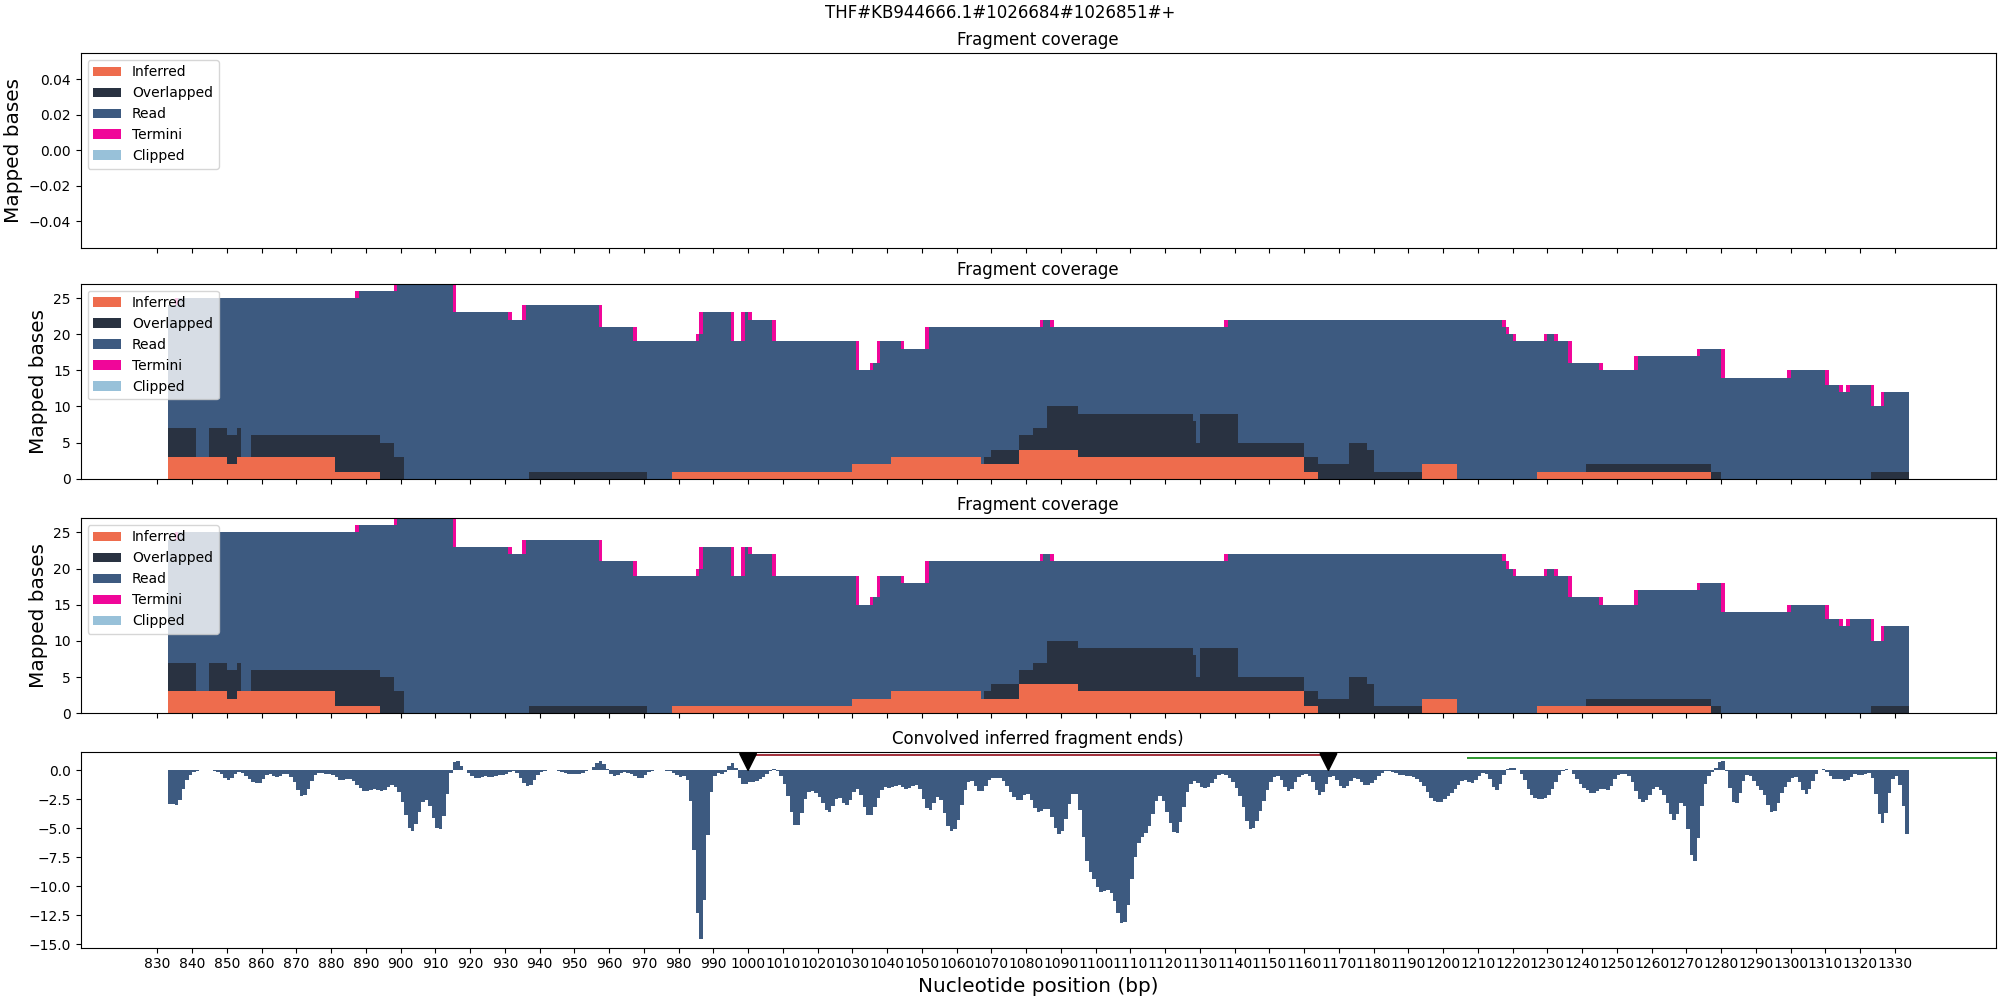 THF#KB944666.1#1026684#1026851#+
Fragment coverage
Mapped bases
0.04
0.02
0.00
−0.02
−0.04
Inferred
Overlapped
Read
Termini
Clipped
Fragment coverage
Mapped bases
25
20
15
10
5
0
Inferred
Overlapped
Read
Termini
Clipped
Fragment coverage
Mapped bases
25
20
15
10
5
0
Inferred
Overlapped
Read
Termini
Clipped
Convolved inferred fragment ends)
0.0
−2.5
−5.0
−7.5
−10.0
−12.5
−15.0
830 840 850 860 870 880 890 900 910 920 930 940 950 960 970 980 990 1000 1010 1020 1030 1040 1050 1060 1070 1080 1090 1100 1110 1120 1130 1140 1150 1160 1170 1180 1190 1200 1210 1220 1230 1240 1250 1260 1270 1280 1290 1300 1310 1320 1330
Nucleotide position (bp)